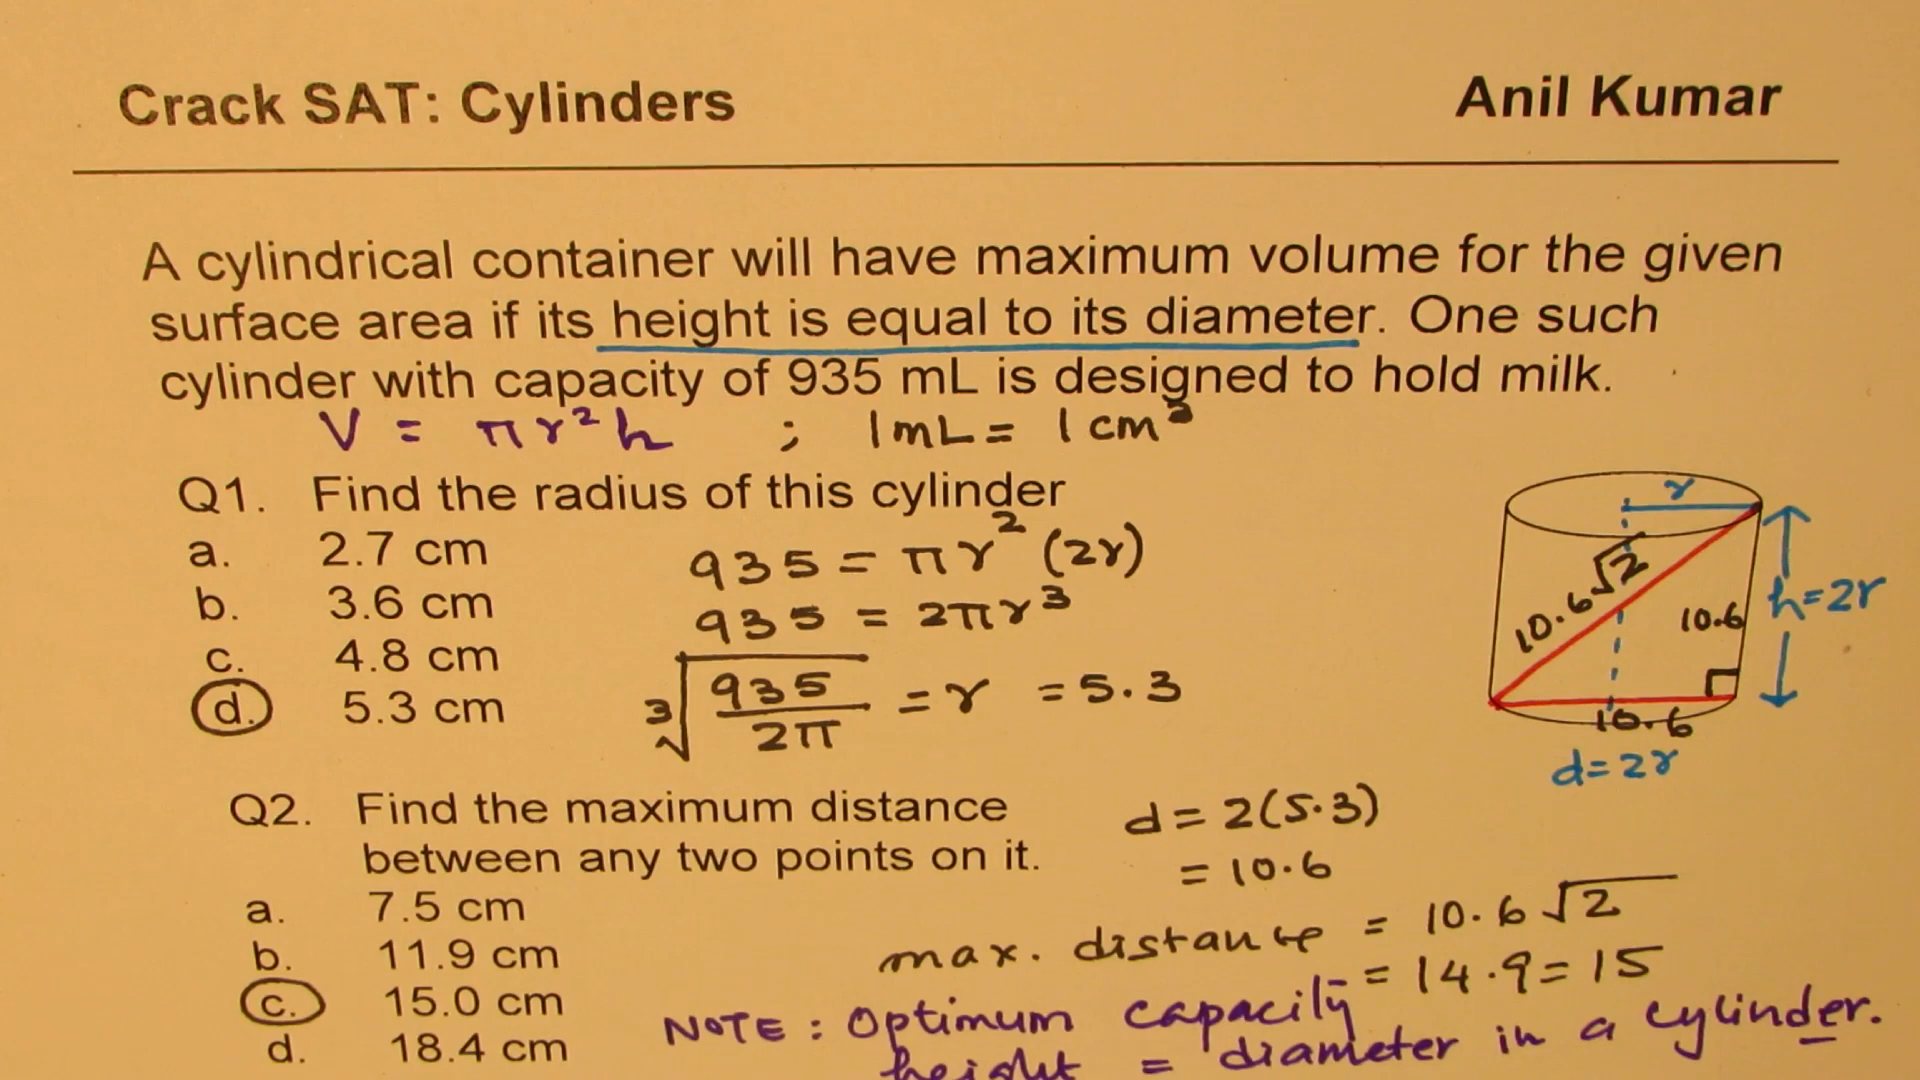 Crack SAT: Cylinders
Anil Kumar
A cylindrical container will have maximum volume for the given
surface area if its height is equal to its diameter. One such
cylinder with capacity of 935 mL is designed to hold milk.
V = πr²h ; 1mL = 1cm³
Q1. Find the radius of this cylinder
a. 2.7 cm
b. 3.6 cm
c. 4.8 cm
d. 5.3 cm
935 = πr² (2r)
935 = 2πr³
∛(935/2π) = r = 5.3
r
10.6√2
10.6
h=2r
10.6
d=2r
Q2. Find the maximum distance
between any two points on it.
a. 7.5 cm
b. 11.9 cm
c. 15.0 cm
d. 18.4 cm
d = 2(5.3)
= 10.6
max. distance = 10.6√2
= 14.9 = 15
NOTE: Optimum capacity
height = diameter in a cylinder.